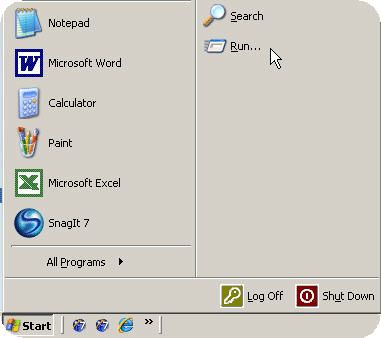 Notepad
Microsoft Word
Calculator
Paint
Microsoft Excel
SnagIt 7
All Programs
Search
Run...
Log Off
Shut Down
Start